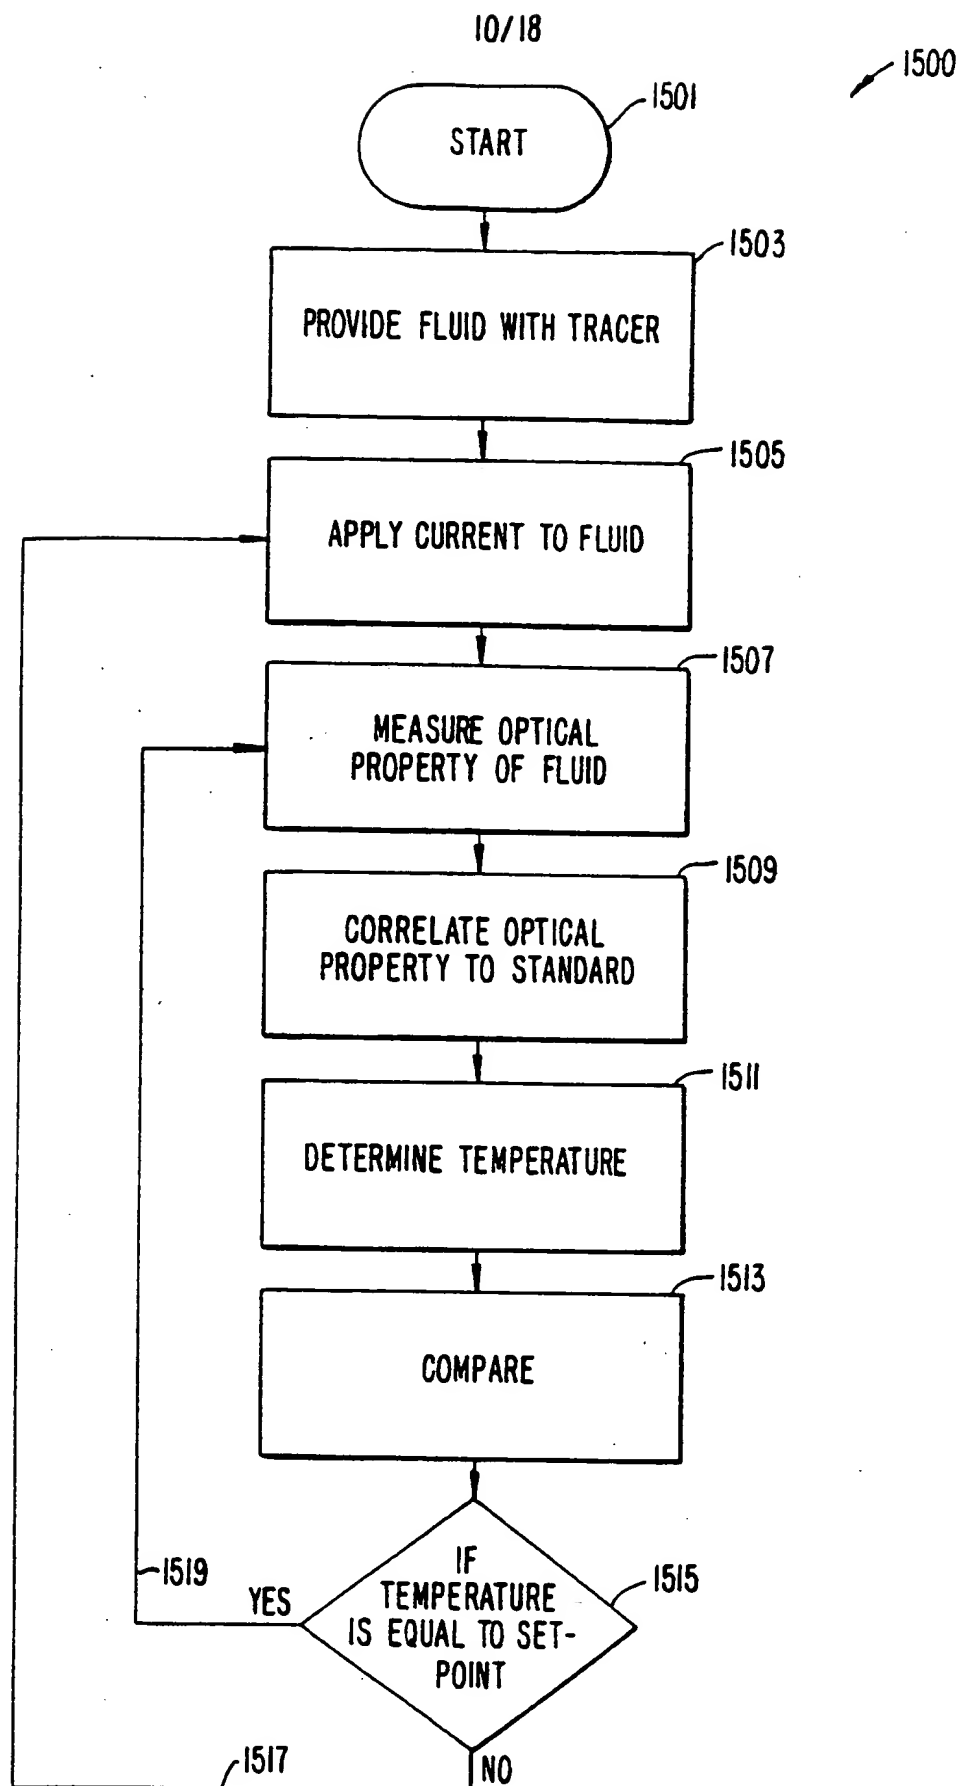 10/18
1500
1501
START
1503
PROVIDE FLUID WITH TRACER
1505
APPLY CURRENT TO FLUID
1507
MEASURE OPTICAL
PROPERTY OF FLUID
1509
CORRELATE OPTICAL
PROPERTY TO STANDARD
1511
DETERMINE TEMPERATURE
1513
COMPARE
1515
IF
TEMPERATURE
IS EQUAL TO SET-
POINT
1519
YES
1517
NO